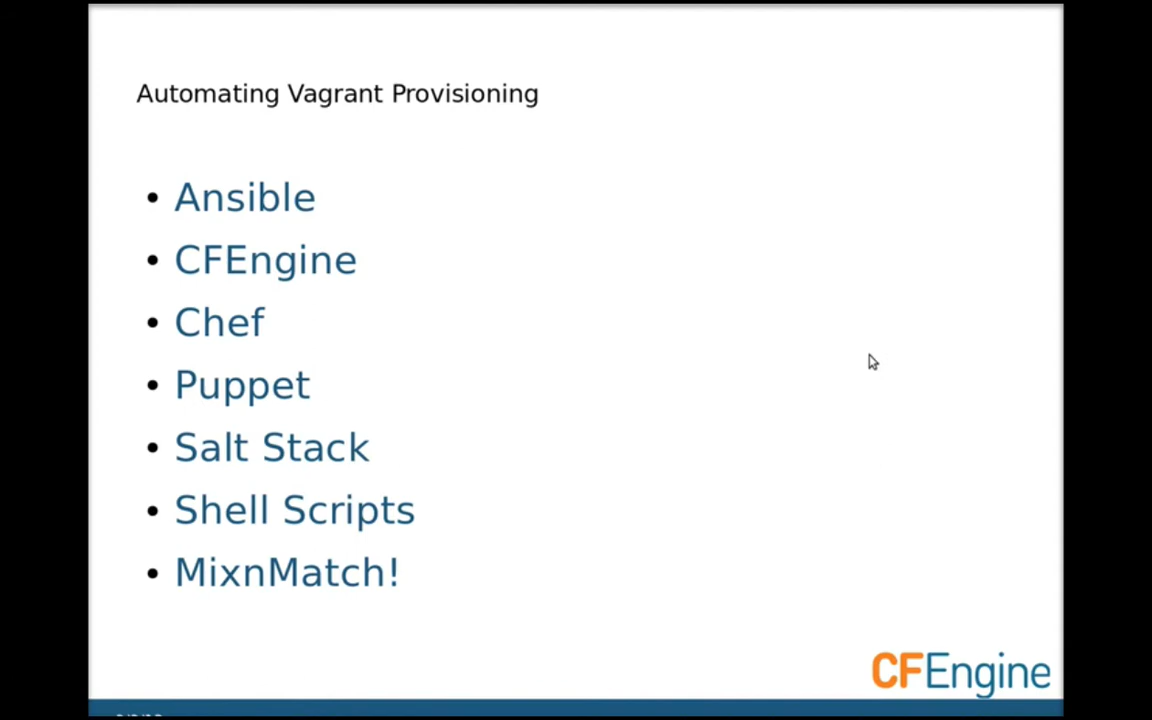 Automating Vagrant Provisioning
• Ansible
• CFEngine
• Chef
• Puppet
• Salt Stack
• Shell Scripts
• MixnMatch!
CFEngine